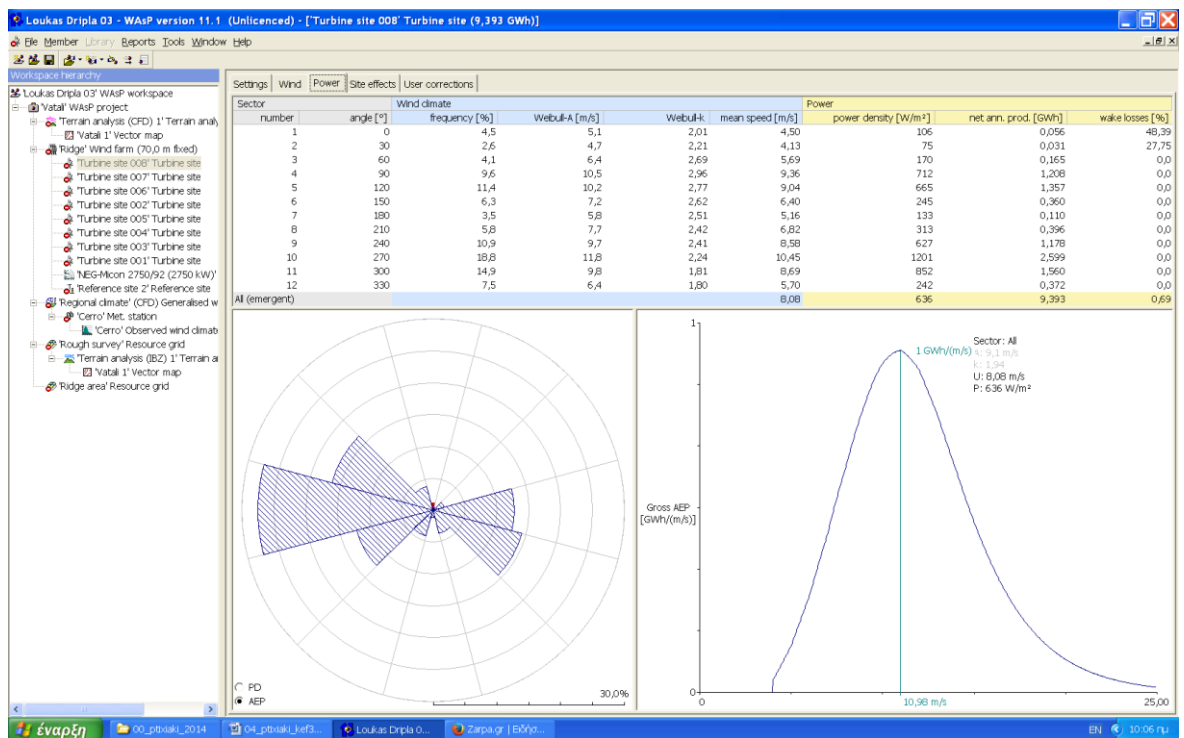 Loukas Dripla 03 - WAsP version 11.1 (Unlicenced) - ['Turbine site 008' Turbine site (9,393 GWh)]
File Member Library Reports Tools Window Help
Workspace hierarchy
'Loukas Dripla 03' WAsP workspace
'Vatali' WAsP project
'Terrain analysis (CFD) 1' Terrain analy
'Vatali 1' Vector map
'Ridge' Wind farm (70,0 m fixed)
'Turbine site 008' Turbine site
'Turbine site 007' Turbine site
'Turbine site 006' Turbine site
'Turbine site 002' Turbine site
'Turbine site 005' Turbine site
'Turbine site 004' Turbine site
'Turbine site 003' Turbine site
'Turbine site 001' Turbine site
'NEG-Micon 2750/92 (2750 kW)'
'Reference site 2' Reference site
'Regional climate' (CFD) Generalised w
'Cerro' Met. station
'Cerro' Observed wind climat
'Rough survey' Resource grid
'Terrain analysis (IBZ) 1' Terrain a
'Vatali 1' Vector map
'Ridge area' Resource grid
Settings Wind Power Site effects User corrections
Sector Wind climate Power
number angle [°] frequency [%] Weibull-A [m/s] Weibull-k mean speed [m/s] power density [W/m²] net ann. prod. [GWh] wake losses [%]
1 0 4,5 5,1 2,01 4,50 106 0,056 48,39
2 30 2,6 4,7 2,21 4,13 75 0,031 27,75
3 60 4,1 6,4 2,69 5,69 170 0,165 0,0
4 90 9,6 10,5 2,96 9,36 712 1,208 0,0
5 120 11,4 10,2 2,77 9,04 665 1,357 0,0
6 150 6,3 7,2 2,62 6,40 245 0,360 0,0
7 180 3,5 5,8 2,51 5,16 133 0,110 0,0
8 210 5,8 7,7 2,42 6,82 313 0,396 0,0
9 240 10,9 9,7 2,41 8,58 627 1,178 0,0
10 270 18,8 11,8 2,24 10,45 1201 2,599 0,0
11 300 14,9 9,8 1,81 8,69 852 1,560 0,0
12 330 7,5 6,4 1,80 5,70 242 0,372 0,0
All (emergent) 8,08 636 9,393 0,69
PD
AEP
30,0%
1
1 GWh/(m/s)
Sector: All
A: 9,1 m/s
k: 1,94
U: 8,08 m/s
P: 636 W/m²
Gross AEP
[GWh/(m/s)]
0
0 10,98 m/s 25,00
έναρξη 00_ptixiaki_2014 04_ptixiaki_kef3... Loukas Dripla 0... Zarpa.gr | Ειδήσ... EN 10:06 πμ